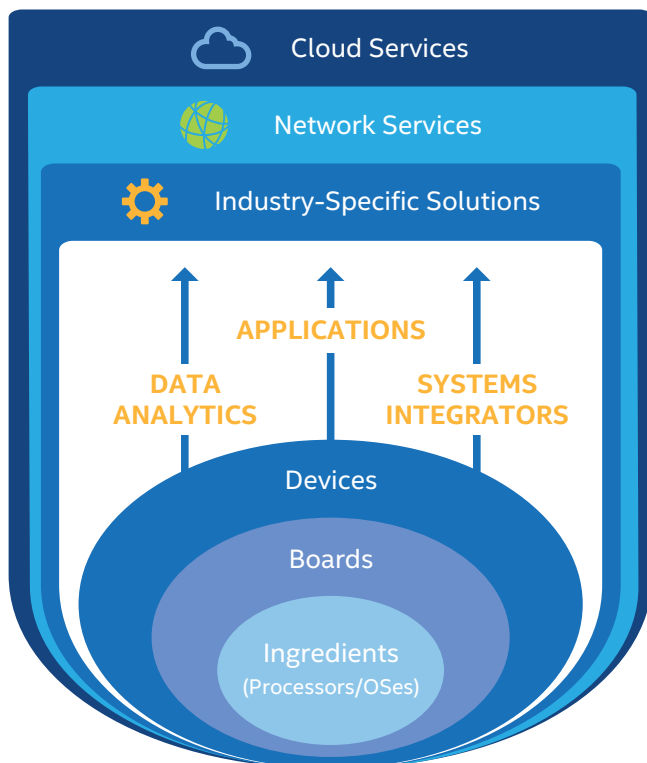 Cloud Services
Network Services
Industry-Specific Solutions
APPLICATIONS
DATA
ANALYTICS
SYSTEMS
INTEGRATORS
Devices
Boards
Ingredients
(Processors/OSes)